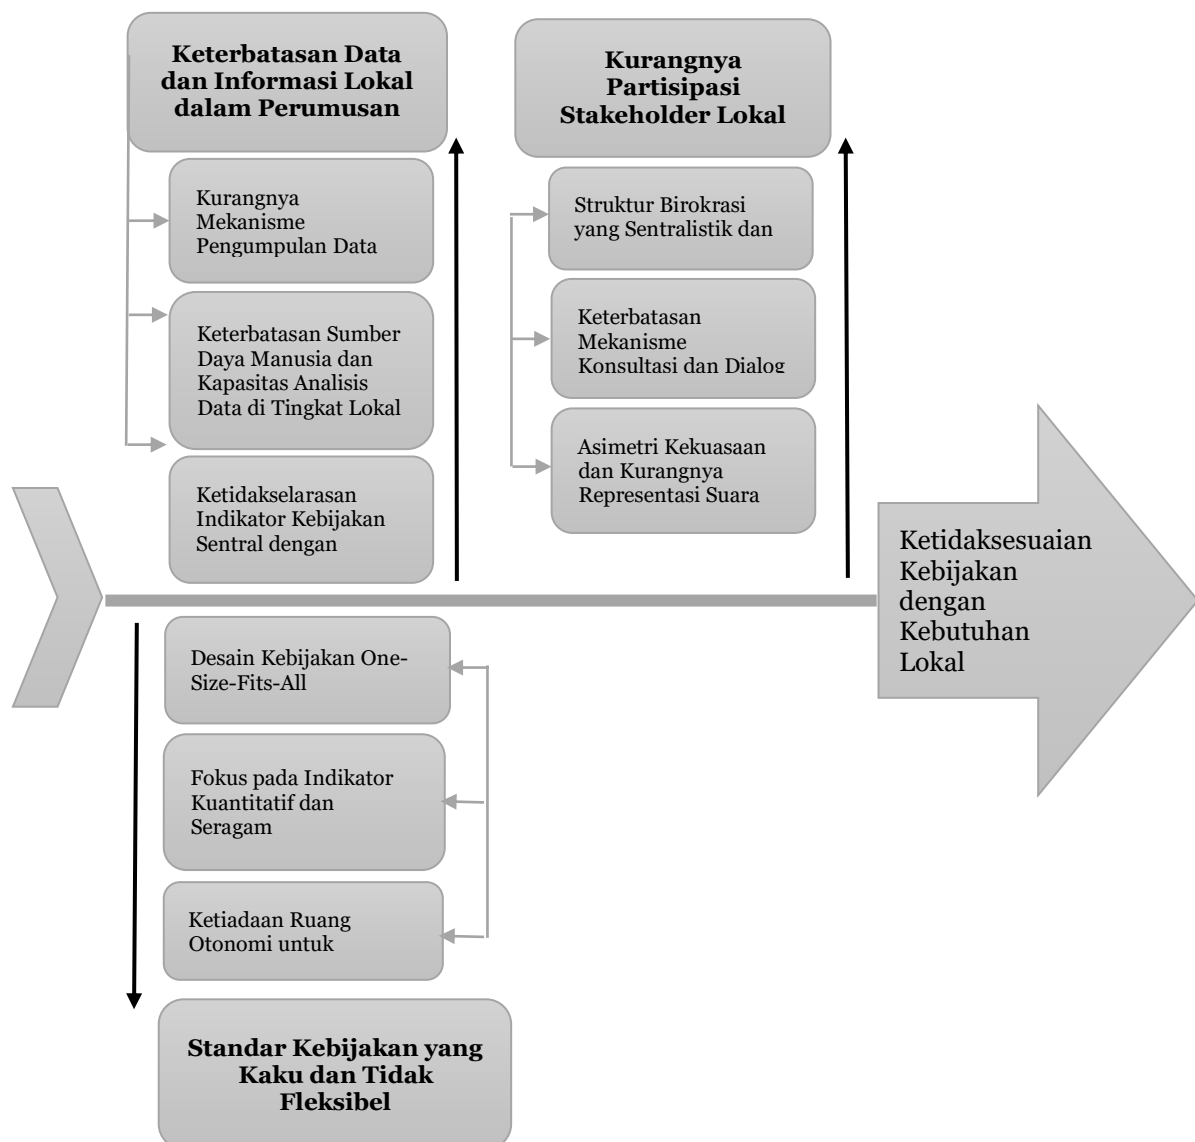 Keterbatasan Data
dan Informasi Lokal
dalam Perumusan
Kurangnya
Mekanisme
Pengumpulan Data
Keterbatasan Sumber
Daya Manusia dan
Kapasitas Analisis
Data di Tingkat Lokal
Ketidakselarasan
Indikator Kebijakan
Sentral dengan
Kurangnya
Partisipasi
Stakeholder Lokal
Struktur Birokrasi
yang Sentralistik dan
Keterbatasan
Mekanisme
Konsultasi dan Dialog
Asimetri Kekuasaan
dan Kurangnya
Representasi Suara
Ketidaksesuaian
Kebijakan
dengan
Kebutuhan
Lokal
Desain Kebijakan One-
Size-Fits-All
Fokus pada Indikator
Kuantitatif dan
Seragam
Ketiadaan Ruang
Otonomi untuk
Standar Kebijakan yang
Kaku dan Tidak
Fleksibel